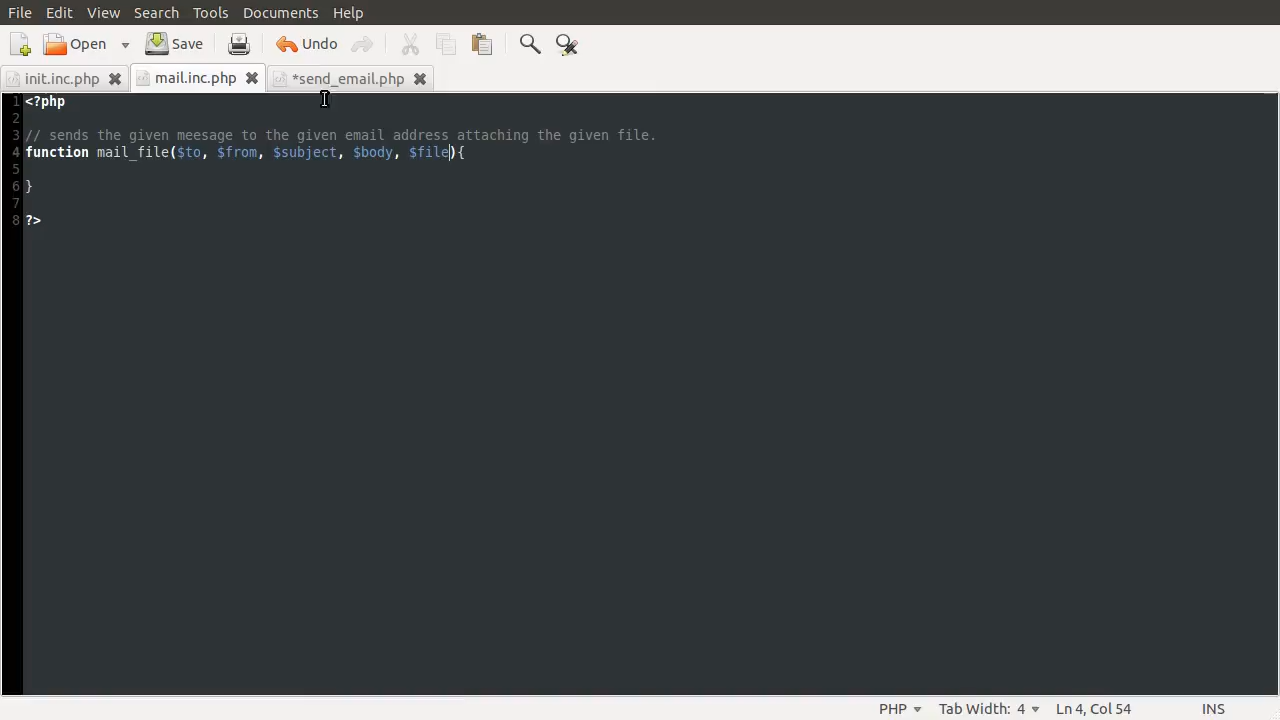 File Edit View Search Tools Documents Help
Open Save Undo
init.inc.php mail.inc.php *send_email.php
1 <?php
2
3 // sends the given meesage to the given email address attaching the given file.
4 function mail_file($to, $from, $subject, $body, $file){
5
6 }
7
8 ?>
PHP Tab Width: 4 Ln 4, Col 54 INS